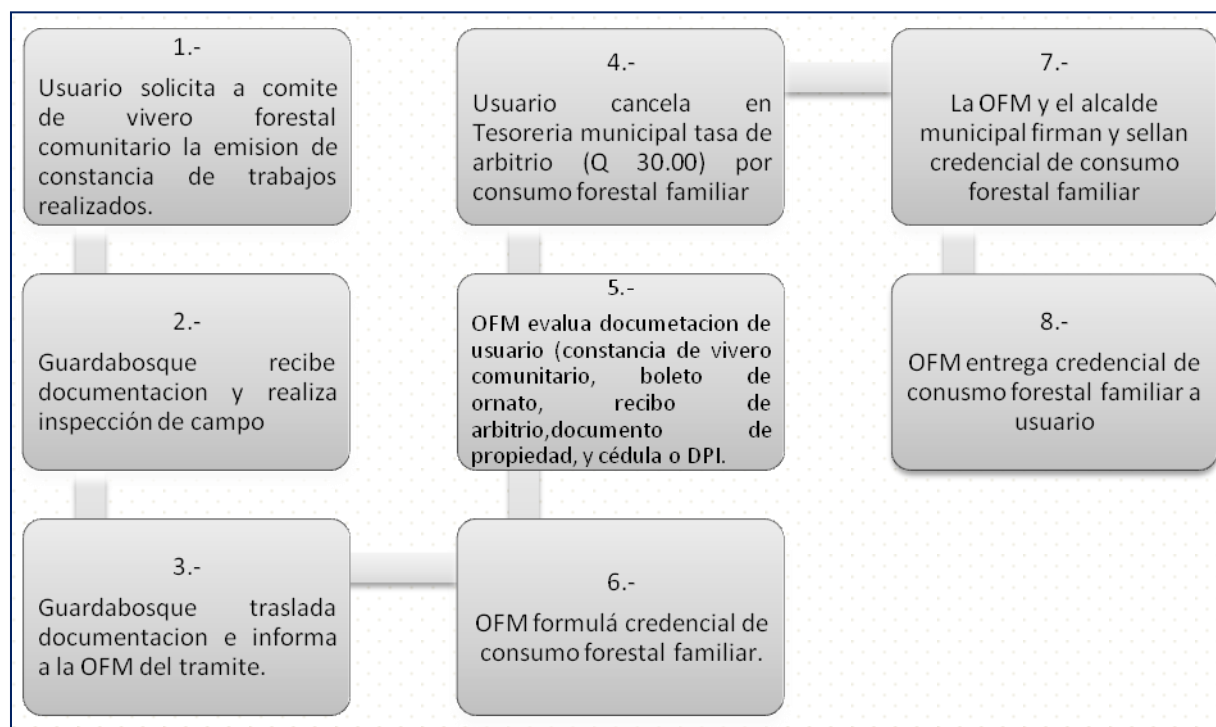 1.-
Usuario solicita a comite
de vivero forestal
comunitario la emision de
constancia de trabajos
realizados.
2.-
Guardabosque recibe
documentacion y realiza
inspección de campo
3.-
Guardabosque traslada
documentacion e informa
a la OFM del tramite.
4.-
Usuario cancela en
Tesoreria municipal tasa de
arbitrio (Q 30.00) por
consumo forestal familiar
5.-
OFM evalua documetacion de
usuario (constancia de vivero
comunitario, boleto de
ornato, recibo de
arbitrio,documento de
propiedad, y cédula o DPI.
6.-
OFM formulá credencial de
consumo forestal familiar.
7.-
La OFM y el alcalde
municipal firman y sellan
credencial de consumo
forestal familiar
8.-
OFM entrega credencial de
conusmo forestal familiar a
usuario